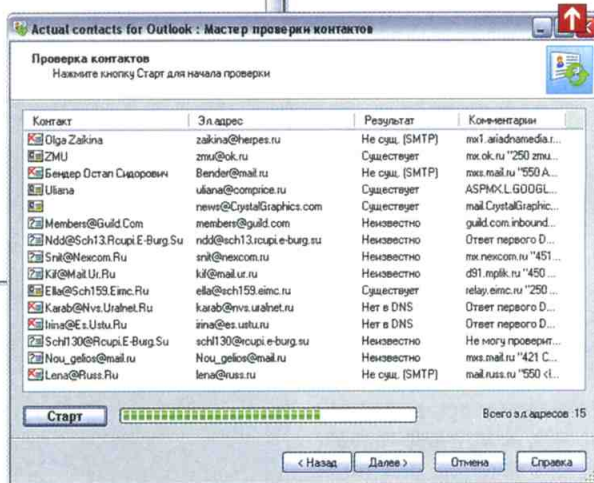 Actual contacts for Outlook : Мастер проверки контактов
Проверка контактов
Нажмите кнопку Старт для начала проверки
Контакт Эл.адрес Результат Комментарии
Olga Zaikina zaikina@herpes.ru Не сущ. (SMTP) mx1.ariadnamedia.r...
ZMU zmu@ok.ru Существует mx.ok.ru "250 zmu...
Бендер Остап Сидорович Bender@mail.ru Не сущ. (SMTP) mxs.mail.ru "550 A...
Uliana uliana@comprice.ru Существует ASPMX.L.GOOGL...
news@CrystalGraphics.com Существует mail.CrystalGraphic...
Members@Guild.Com members@guild.com Неизвестно guild.com.inbound...
Ndd@Sch13.Rcupi.E-Burg.Su ndd@sch13.rcupi.e-burg.su Неизвестно Ответ первого D...
Snit@Nexcom.Ru snit@nexcom.ru Неизвестно mx.nexcom.ru "451...
Kif@Mail.Ur.Ru kif@mail.ur.ru Неизвестно d91.mplik.ru "450 ...
Ella@Sch159.Eimc.Ru ella@sch159.eimc.ru Существует relay.eimc.ru "250 ...
Karab@Nvs.Uralnet.Ru karab@nvs.uralnet.ru Нет в DNS Ответ первого D...
Irina@Es.Ustu.Ru irina@es.ustu.ru Нет в DNS Ответ первого D...
Schl130@Rcupi.E-Burg.Su schl130@rcupi.e-burg.su Неизвестно Не могу проверит...
Nou_gelios@mail.ru Nou_gelios@mail.ru Неизвестно mxs.mail.ru "421 C...
Lena@Russ.Ru lena@russ.ru Не сущ. (SMTP) mail.russ.ru "550 <l...
Старт Всего эл.адресов :15
< Назад Далее > Отмена Справка